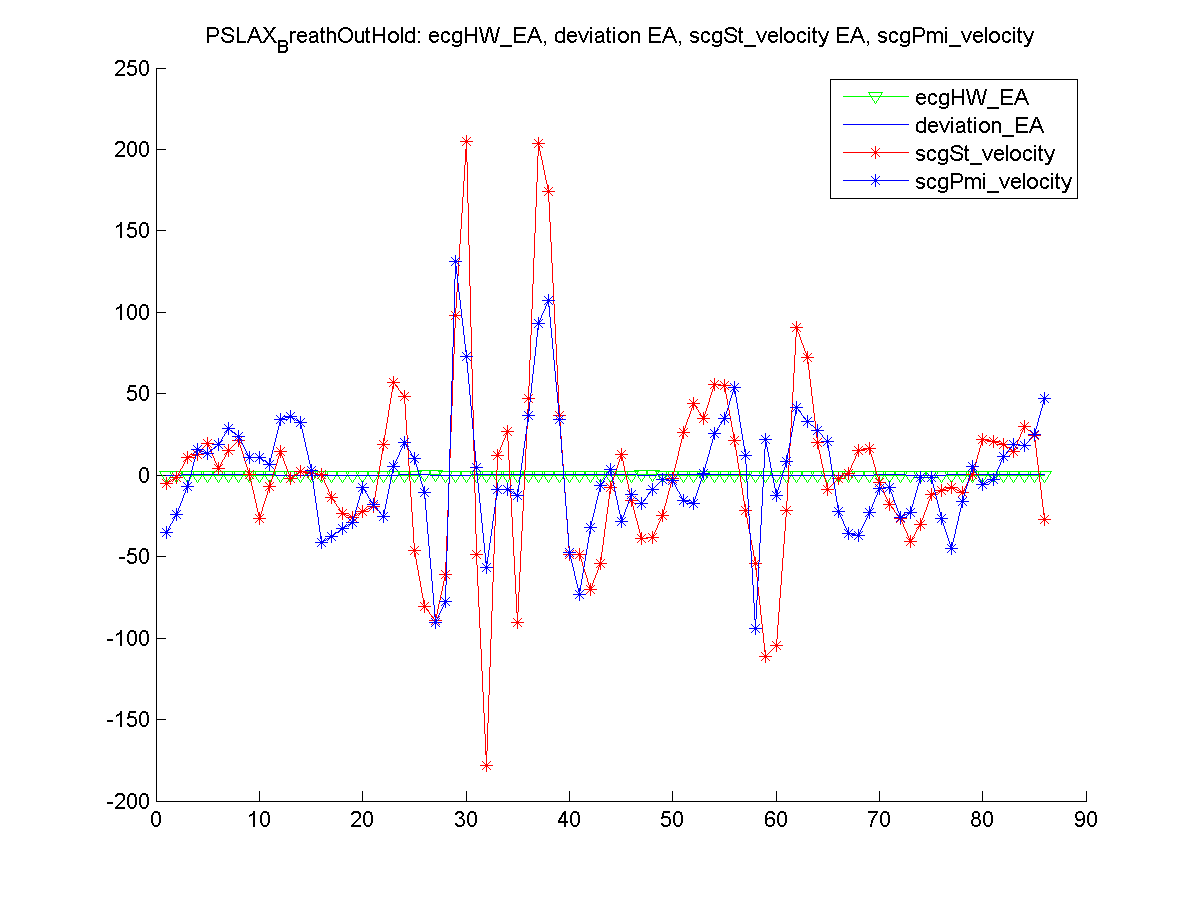 PSLAX_BreathOutHold: ecgHW_EA, deviation EA, scgSt_velocity EA, scgPmi_velocity
250
200
150
100
50
0
-50
-100
-150
-200
0 10 20 30 40 50 60 70 80 90
ecgHW_EA
deviation_EA
scgSt_velocity
scgPmi_velocity